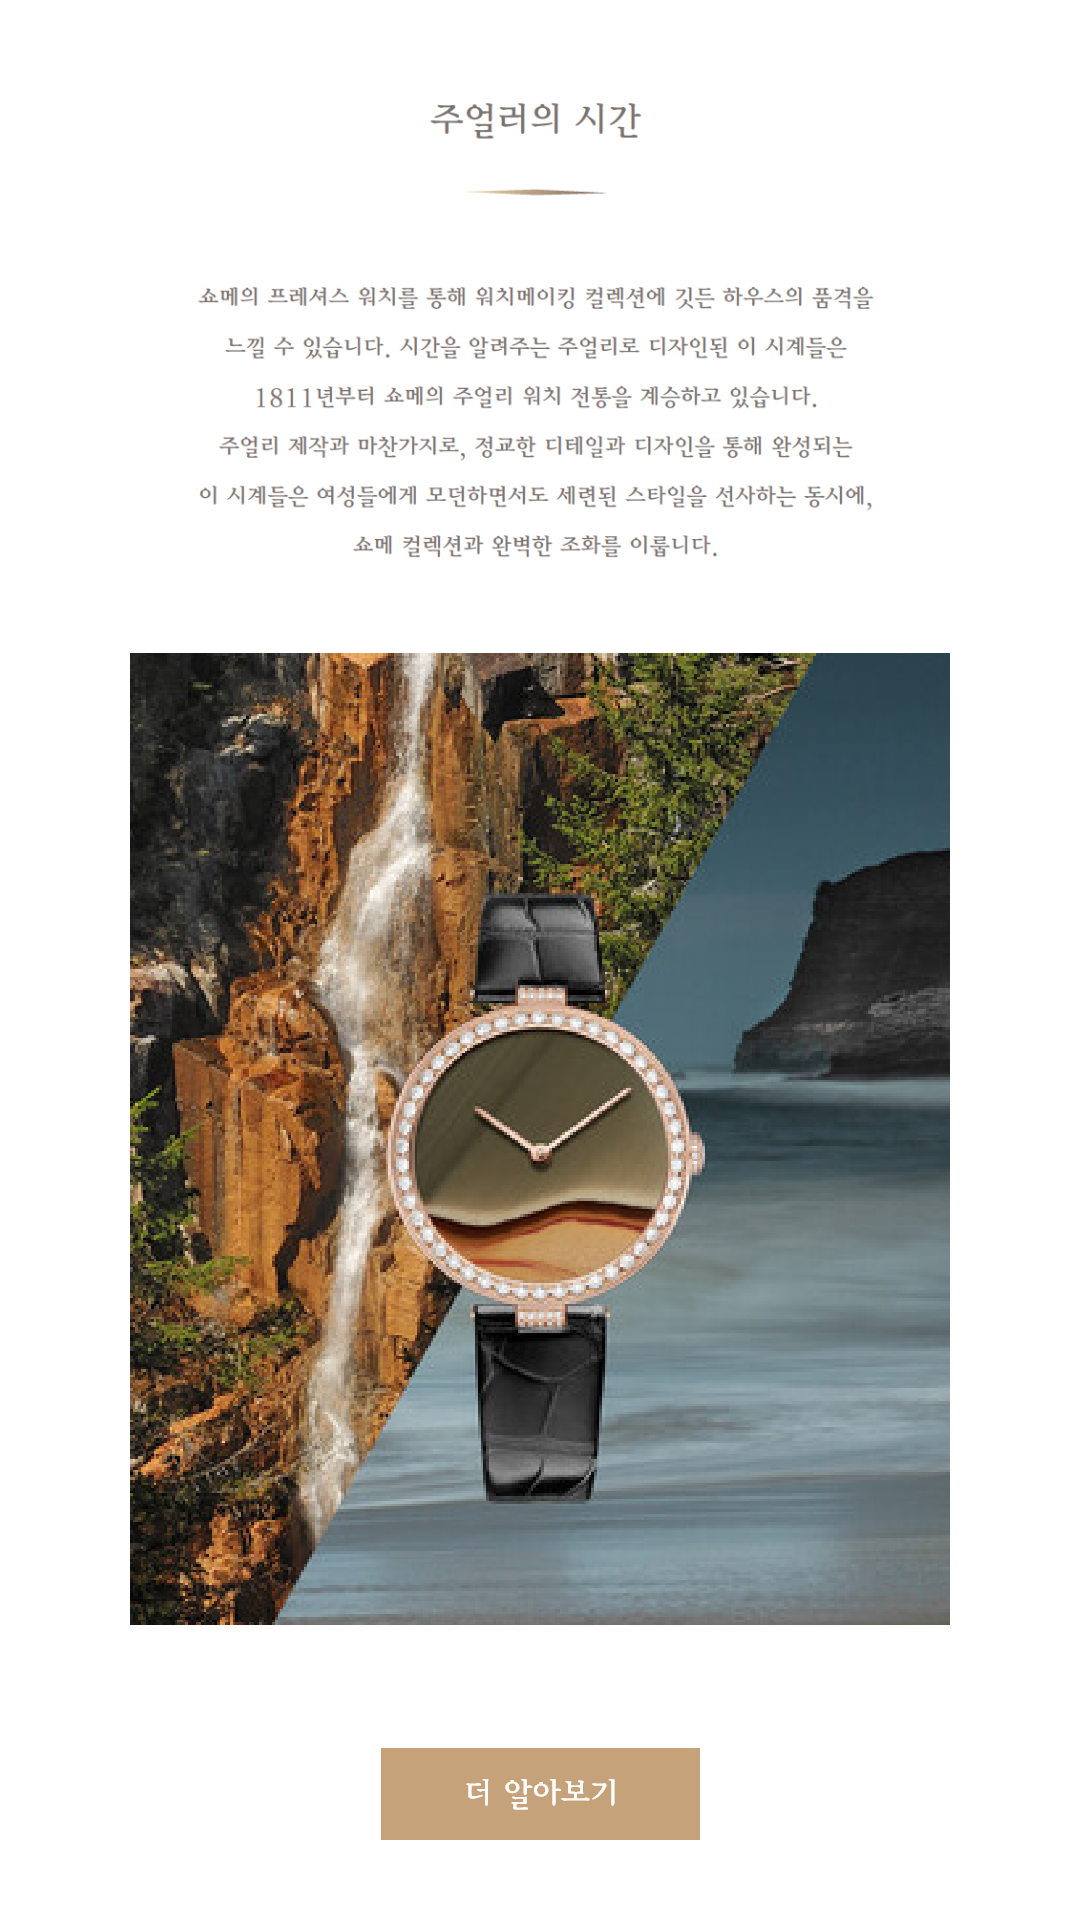 주얼러의 시간
쇼메의 프레셔스 워치를 통해 워치메이킹 컬렉션에 깃든 하우스의 품격을
느낄 수 있습니다. 시간을 알려주는 주얼리로 디자인된 이 시계들은
1811년부터 쇼메의 주얼리 워치 전통을 계승하고 있습니다.
주얼리 제작과 마찬가지로, 정교한 디테일과 디자인을 통해 완성되는
이 시계들은 여성들에게 모던하면서도 세련된 스타일을 선사하는 동시에,
쇼메 컬렉션과 완벽한 조화를 이룹니다.
더 알아보기